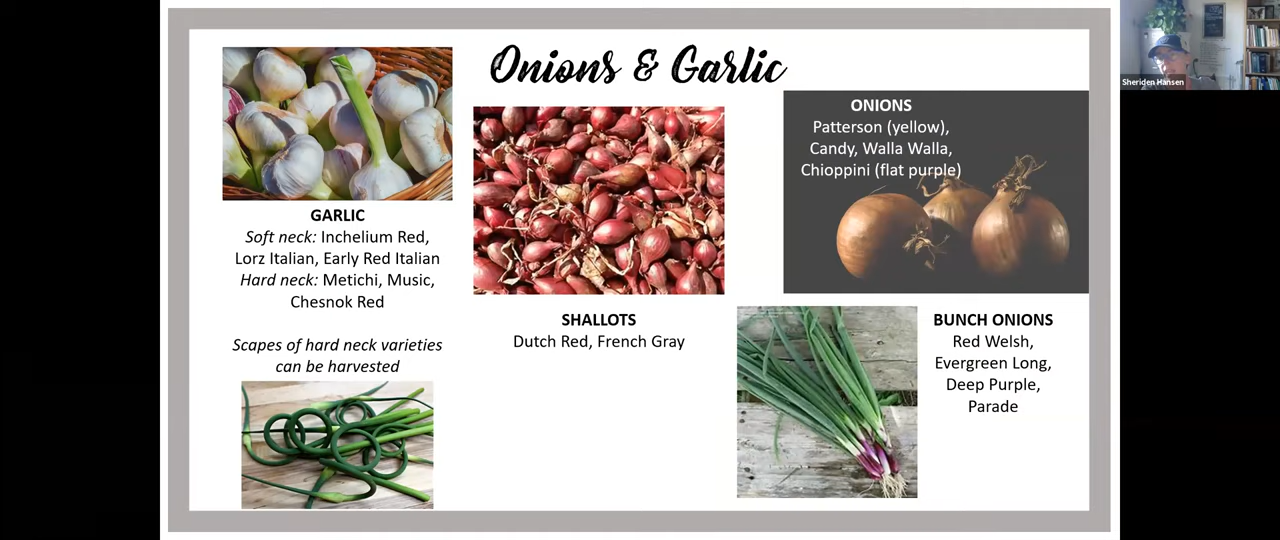 Onions & Garlic
GARLIC
Soft neck: Inchelium Red,
Lorz Italian, Early Red Italian
Hard neck: Metichi, Music,
Chesnok Red
Scapes of hard neck varieties
can be harvested
SHALLOTS
Dutch Red, French Gray
ONIONS
Patterson (yellow),
Candy, Walla Walla,
Chioppini (flat purple)
BUNCH ONIONS
Red Welsh,
Evergreen Long,
Deep Purple,
Parade
Sheriden Hansen